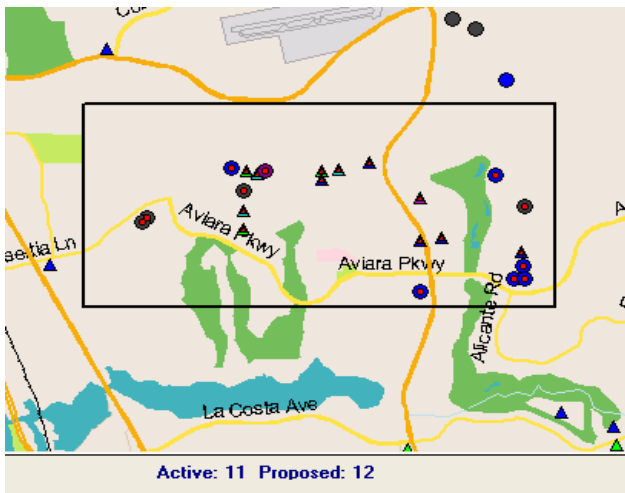 Aviara Pkwy
Aviara Pkwy
Alicante Rd
La Costa Ave
Active: 11 Proposed: 12